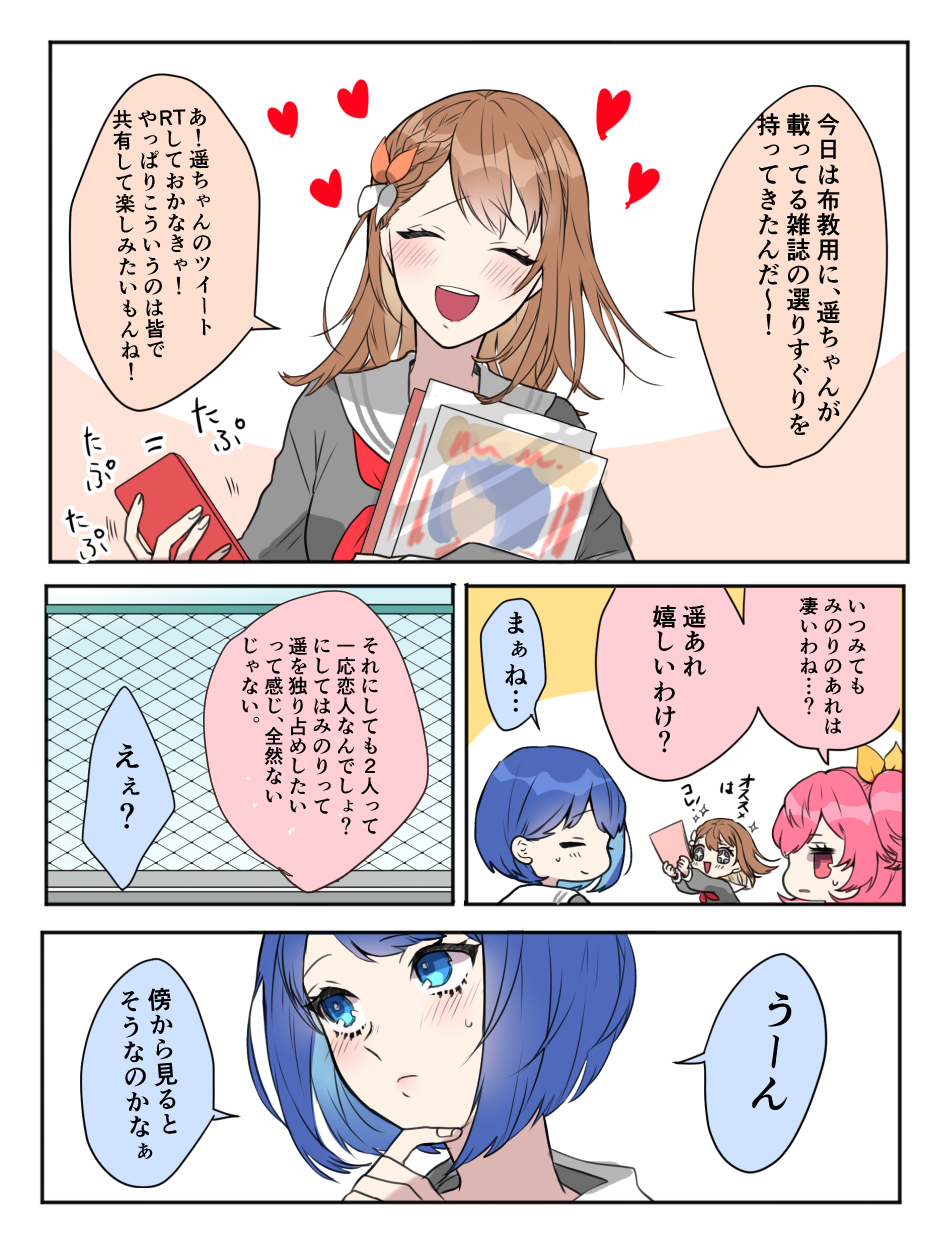 今日は布教用に、遥ちゃんが
載ってる雑誌の選りすぐりを
持ってきたんだ～！
あ！遥ちゃんのツイート
RTしておかなきゃ！
やっぱりこういうのは皆で
共有して楽しみたいもんね！
たぷ
たぷ
たぷ
いつみても
みのりのあれは
凄いわね…？
遥あれ
嬉しいわけ？
まぁね…
オススメ
は
コレ！
それにしても２人って
一応恋人なんでしょ？
にしてはみのりって
遥を独り占めしたい
って感じ、全然ない
じゃない。
えぇ？
うーん
傍から見ると
そうなのかなぁ